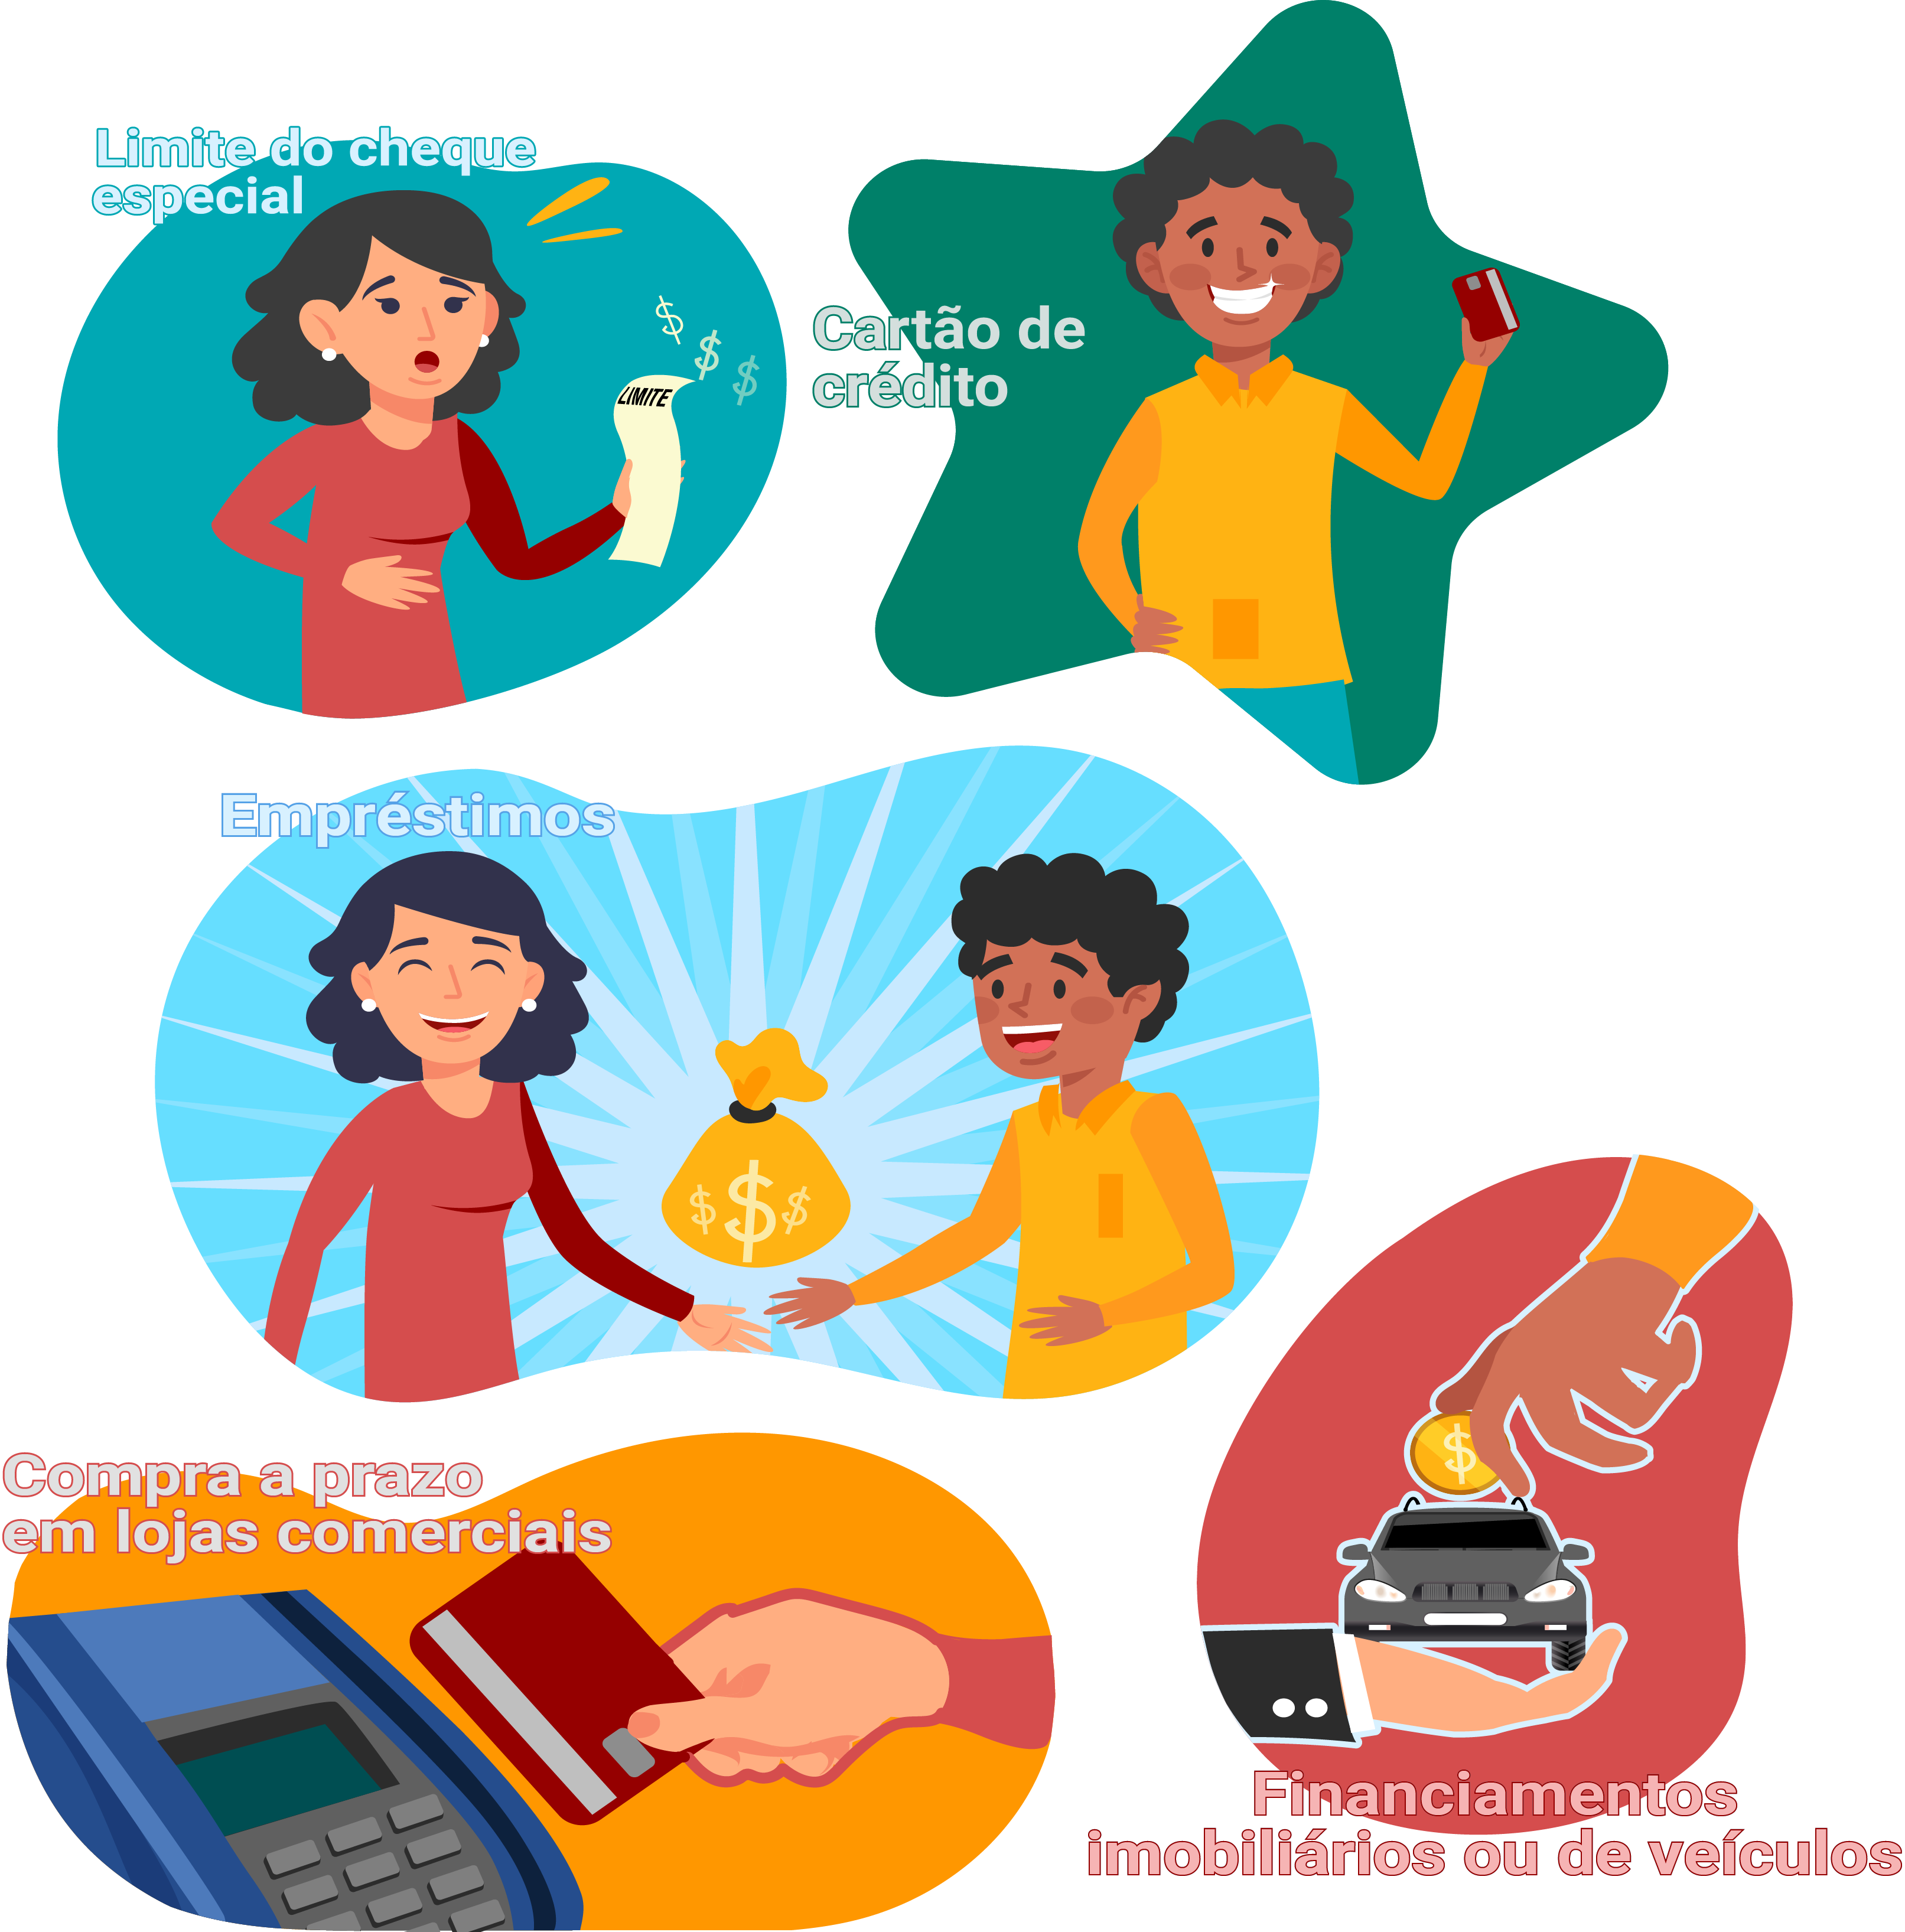 Limite do cheque
especial
LIMITE
$
$
$
Cartão de
crédito
Empréstimos
$ $ $
Compra a prazo
em lojas comerciais
$
Financiamentos
imobiliários ou de veículos